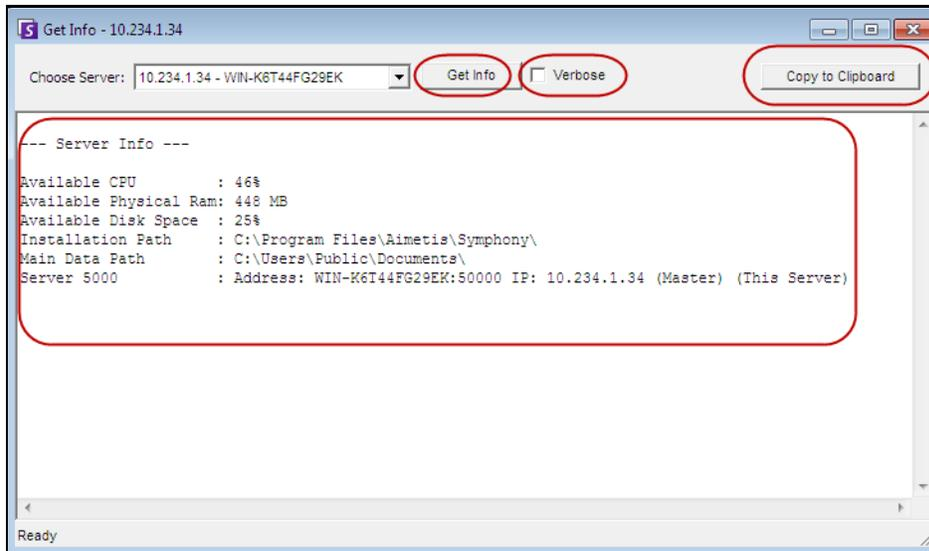 Get Info - 10.234.1.34
Choose Server: 10.234.1.34 - WIN-K6T44FG29EK Get Info Verbose Copy to Clipboard
--- Server Info ---
Available CPU : 46%
Available Physical Ram: 448 MB
Available Disk Space : 25%
Installation Path : C:\Program Files\Aimetis\Symphony\
Main Data Path : C:\Users\Public\Documents\
Server 5000 : Address: WIN-K6T44FG29EK:50000 IP: 10.234.1.34 (Master) (This Server)
Ready